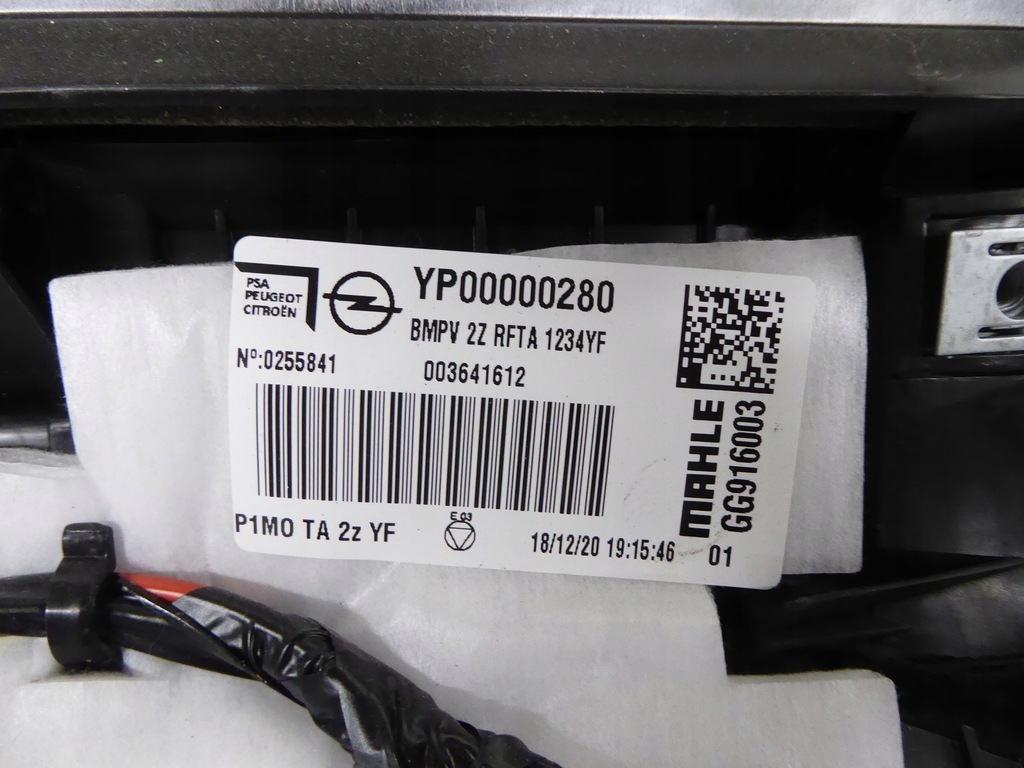 PSA
PEUGEOT
CITROËN
YP00000280
BMPV 2Z RFTA 1234YF
Nº:0255841
003641612
MAHLE
GG916003
P1MO TA 2z YF
E 03
18/12/20 19:15:46
01